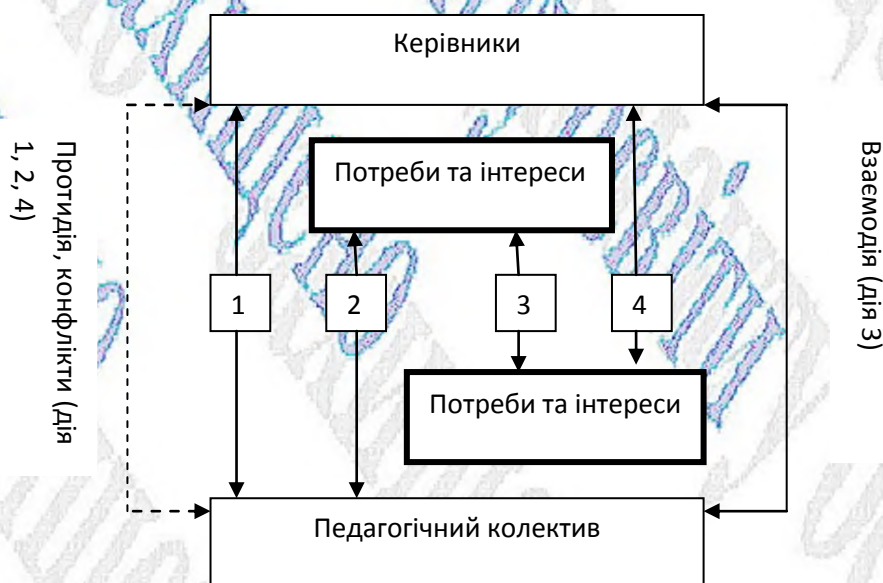 Керівники
Потреби та інтереси
1
2
3
4
Потреби та інтереси
Педагогічний колектив
Протидія, конфлікти (дія
1, 2, 4)
Взаємодія (дія 3)